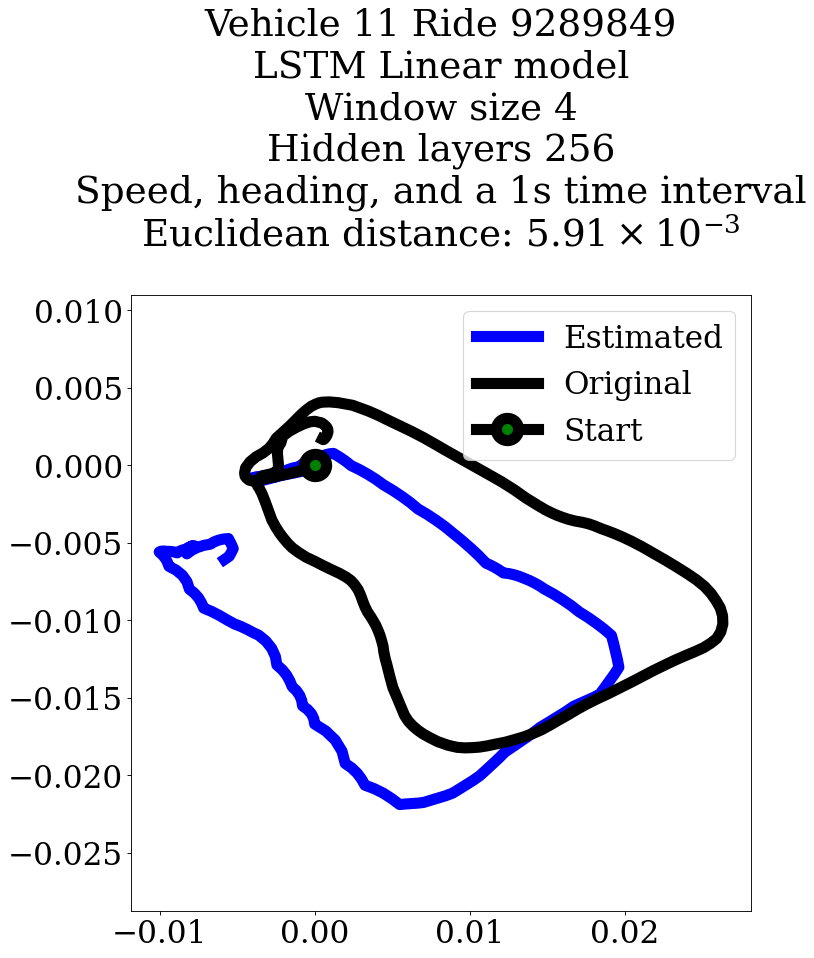 Vehicle 11 Ride 9289849
LSTM Linear model
Window size 4
Hidden layers 256
Speed, heading, and a 1s time interval
Euclidean distance: 5.91 × 10⁻³
0.010
0.005
0.000
−0.005
−0.010
−0.015
−0.020
−0.025
Estimated
Original
Start
−0.01 0.00 0.01 0.02